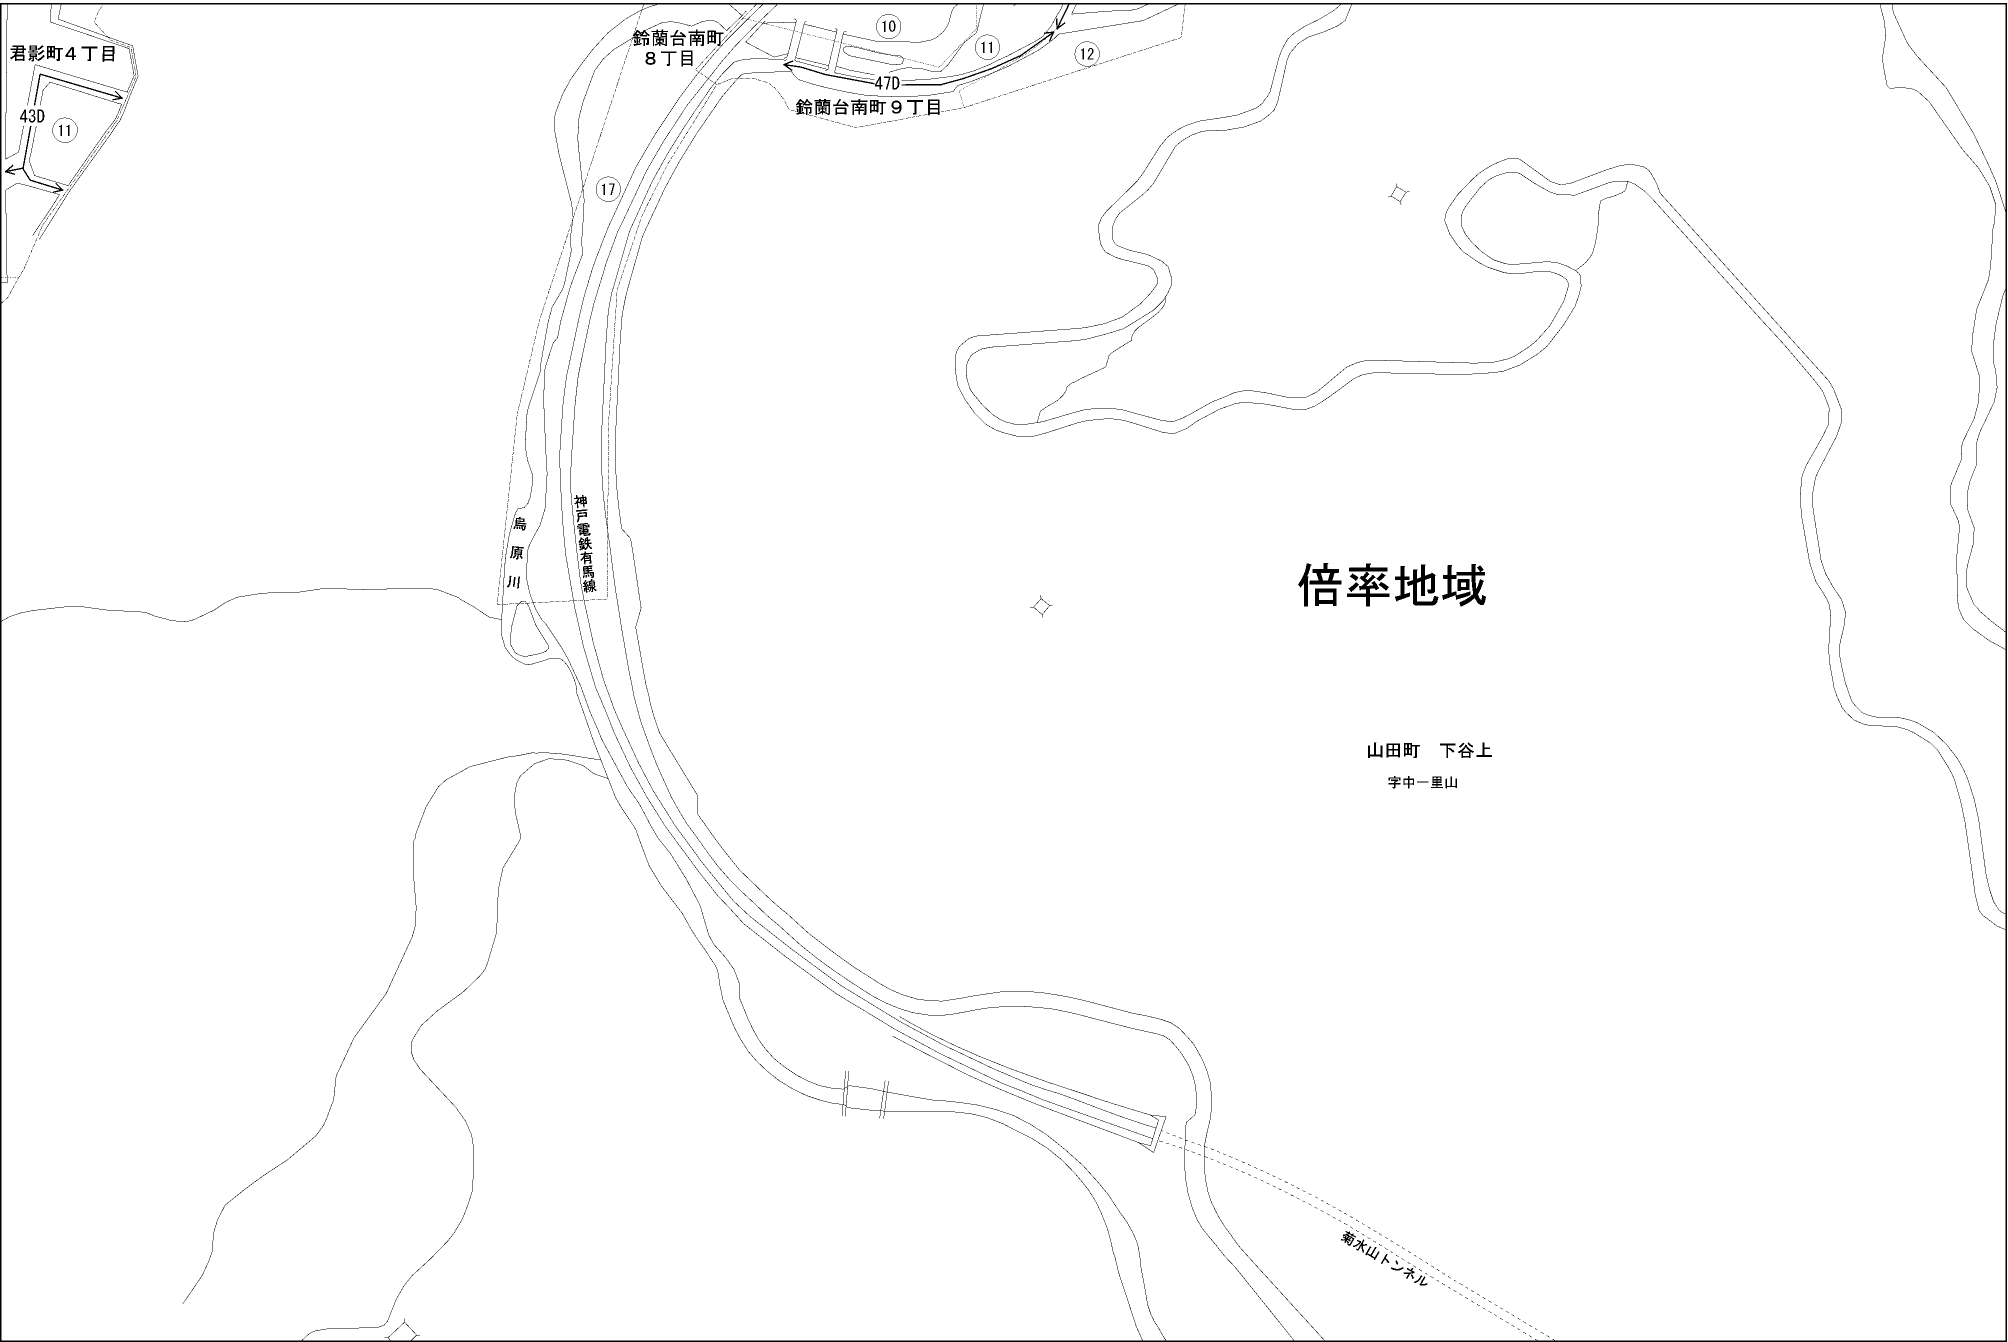 君影町4丁目
43D
⑪
鈴蘭台南町
8丁目
⑩
⑪
⑫
47D
鈴蘭台南町9丁目
⑰
烏原川
神戸電鉄有馬線
倍率地域
山田町　下谷上
字中一里山
菊水山トンネル